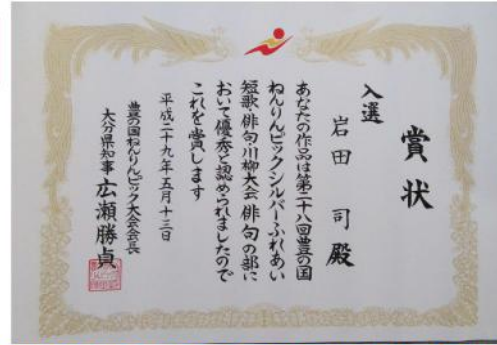 賞状
入選
岩田 司 殿
あなたの作品は第二十八回豊の国
ねんりんピックシルバーふれあい
短歌・俳句・川柳大会俳句の部に
おいて優秀と認められましたので
これを賞します
平成二十九年五月十三日
豊の国ねんりんピック大会会長
大分県知事 広瀬勝貞